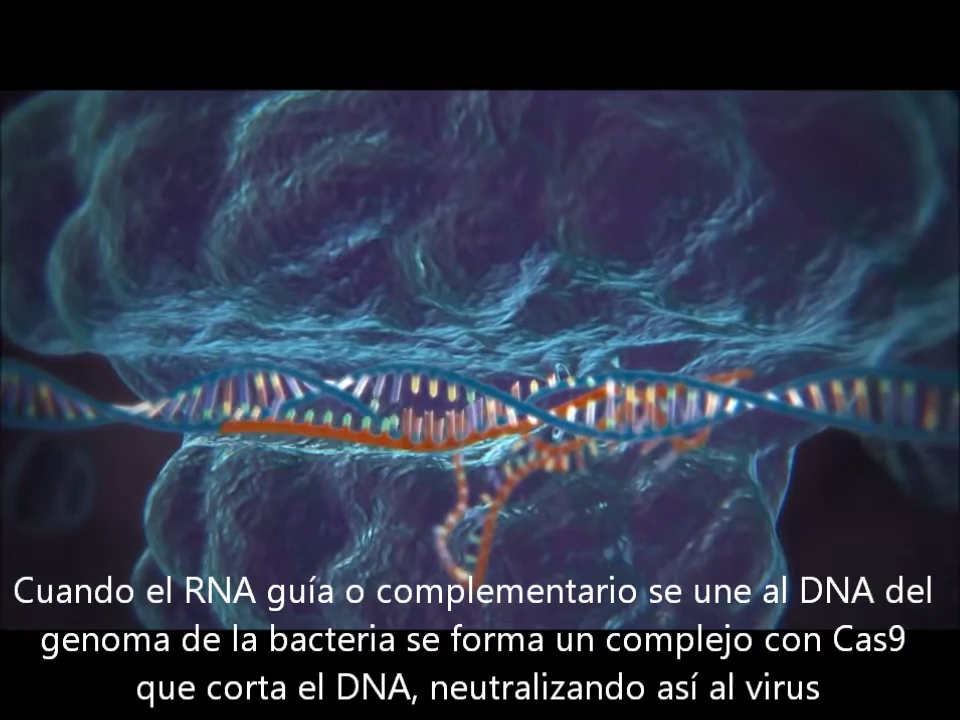 Cuando el RNA guía o complementario se une al DNA del
genoma de la bacteria se forma un complejo con Cas9
que corta el DNA, neutralizando así al virus